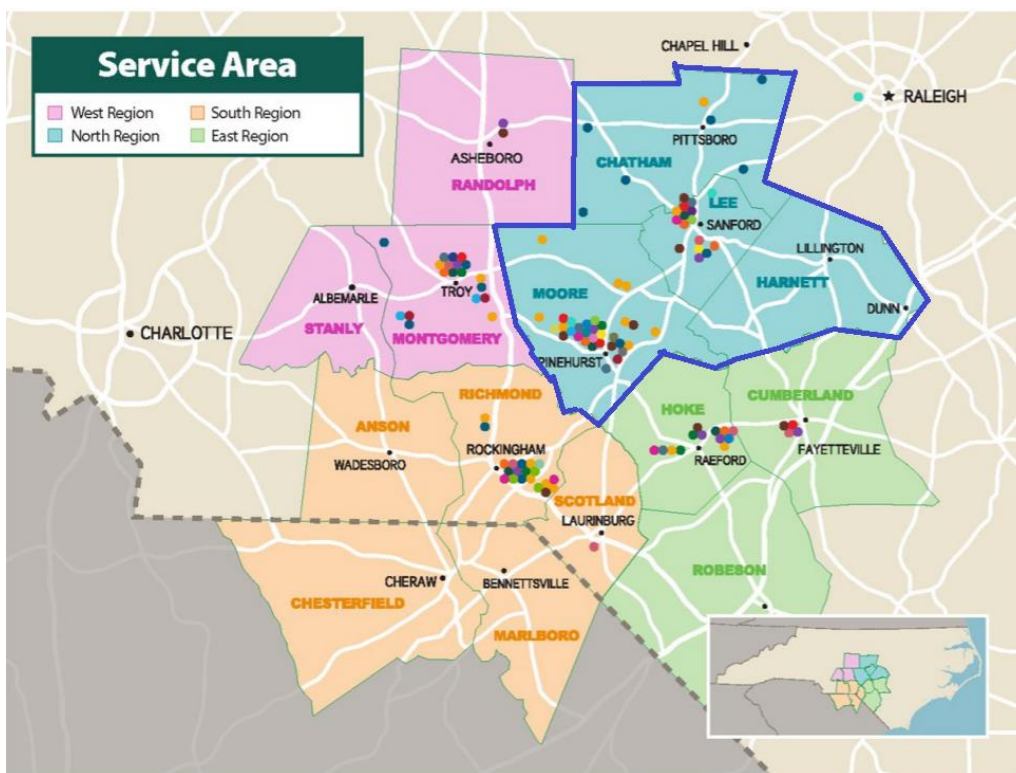 Service Area
West Region
South Region
North Region
East Region
CHAPEL HILL
RALEIGH
PITTSBORO
ASHEBORO
CHATHAM
RANDOLPH
LEE
SANFORD
LILLINGTON
HARNETT
MOORE
TROY
ALBEMARLE
DUNN
STANLY
CHARLOTTE
MONTGOMERY
PINEHURST
RICHMOND
CUMBERLAND
HOKE
ANSON
ROCKINGHAM
FAYETTEVILLE
RAEFORD
WADESBORO
SCOTLAND
LAURINBURG
ROBESON
CHERAW
BENNETTSVILLE
CHESTERFIELD
MARLBORO